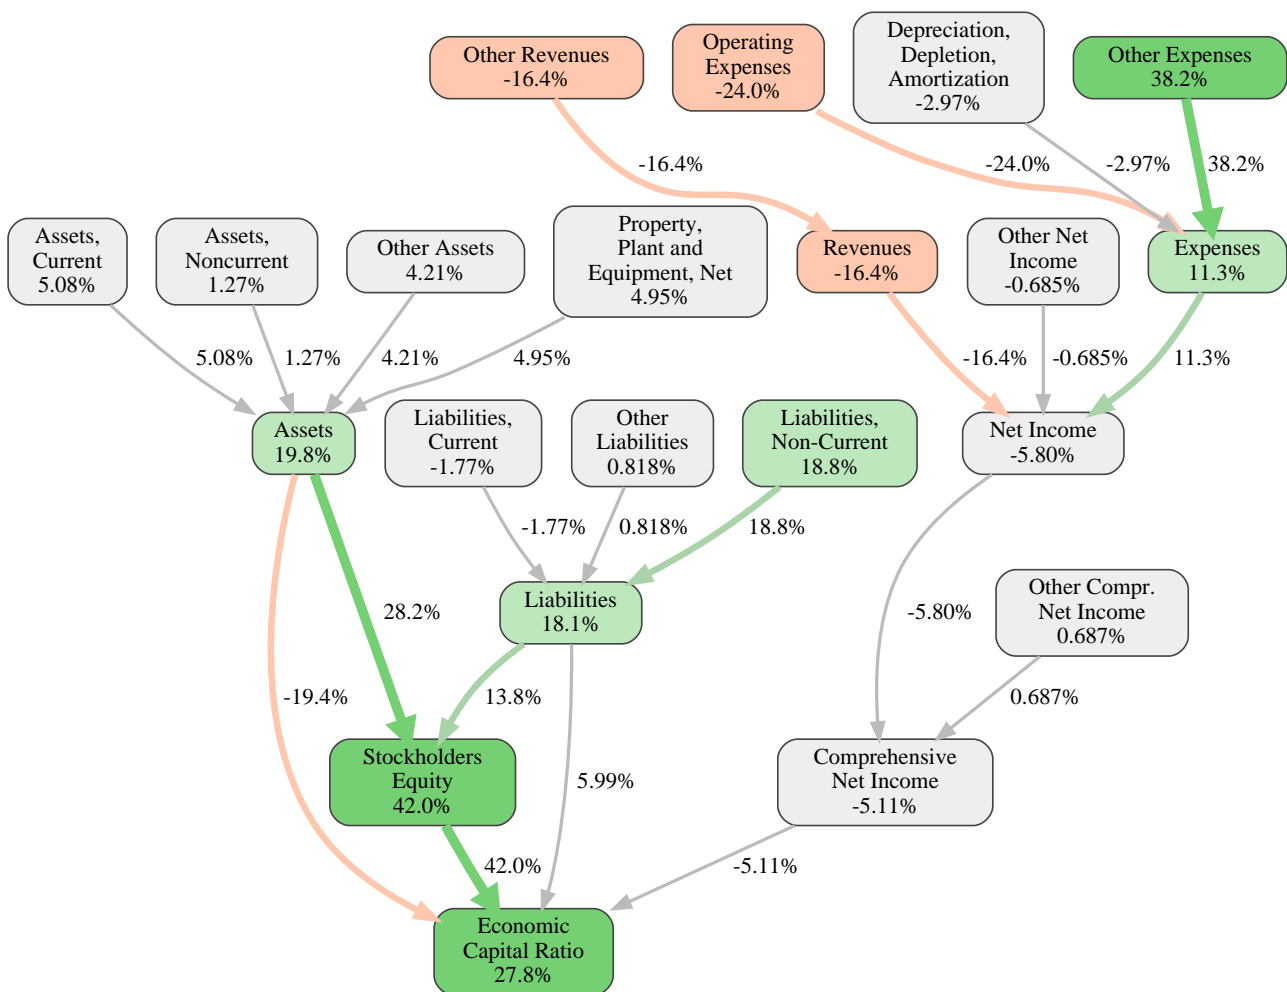 Other Revenues
-16.4%
Operating
Expenses
-24.0%
Depreciation,
Depletion,
Amortization
-2.97%
Other Expenses
38.2%
-16.4%
-24.0%
-2.97%
38.2%
Assets,
Current
5.08%
Assets,
Noncurrent
1.27%
Other Assets
4.21%
Property,
Plant and
Equipment, Net
4.95%
Revenues
-16.4%
Other Net
Income
-0.685%
Expenses
11.3%
5.08%
1.27%
4.21%
4.95%
-16.4%
-0.685%
11.3%
Assets
19.8%
Liabilities,
Current
-1.77%
Other
Liabilities
0.818%
Liabilities,
Non-Current
18.8%
Net Income
-5.80%
-1.77%
0.818%
18.8%
28.2%
Liabilities
18.1%
-5.80%
Other Compr.
Net Income
0.687%
-19.4%
13.8%
0.687%
Stockholders
Equity
42.0%
5.99%
Comprehensive
Net Income
-5.11%
42.0%
-5.11%
Economic
Capital Ratio
27.8%